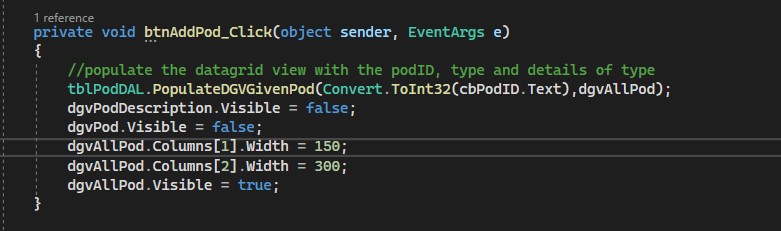 1 reference
private void btnAddPod_Click(object sender, EventArgs e)
{
//populate the datagrid view with the podID, type and details of type
tblPodDAL.PopulateDGVGivenPod(Convert.ToInt32(cbPodID.Text),dgvAllPod);
dgvPodDescription.Visible = false;
dgvPod.Visible = false;
dgvAllPod.Columns[1].Width = 150;
dgvAllPod.Columns[2].Width = 300;
dgvAllPod.Visible = true;
}